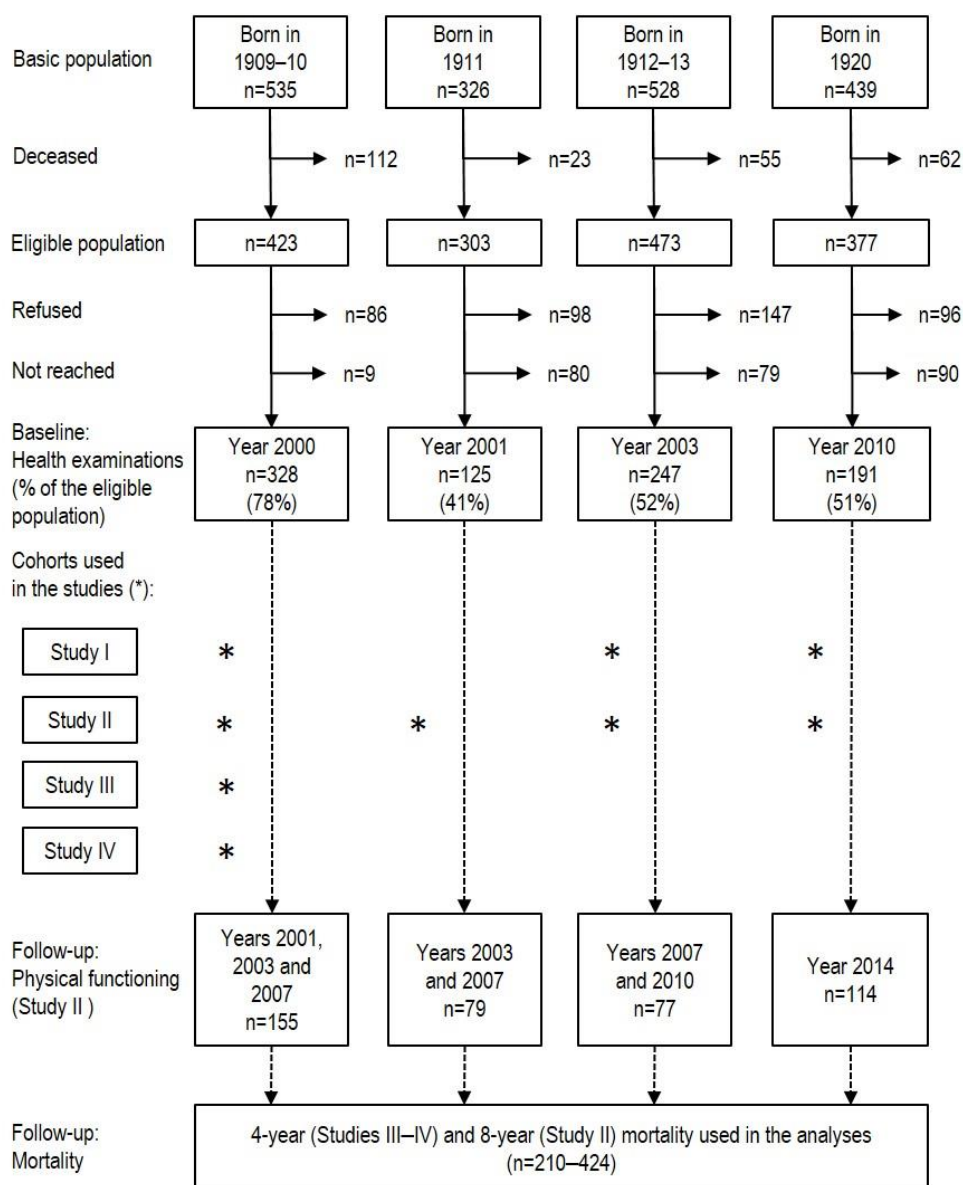 Basic population
Born in
1909–10
n=535
Born in
1911
n=326
Born in
1912–13
n=528
Born in
1920
n=439
Deceased
n=112
n=23
n=55
n=62
Eligible population
n=423
n=303
n=473
n=377
Refused
n=86
n=98
n=147
n=96
Not reached
n=9
n=80
n=79
n=90
Baseline:
Health examinations
(% of the eligible
population)
Year 2000
n=328
(78%)
Year 2001
n=125
(41%)
Year 2003
n=247
(52%)
Year 2010
n=191
(51%)
Cohorts used
in the studies (*):
Study I
* * *
Study II
* * * *
Study III
*
Study IV
*
Follow-up:
Physical functioning
(Study II )
Years 2001,
2003 and
2007
n=155
Years 2003
and 2007
n=79
Years 2007
and 2010
n=77
Year 2014
n=114
Follow-up:
Mortality
4-year (Studies III–IV) and 8-year (Study II) mortality used in the analyses
(n=210–424)